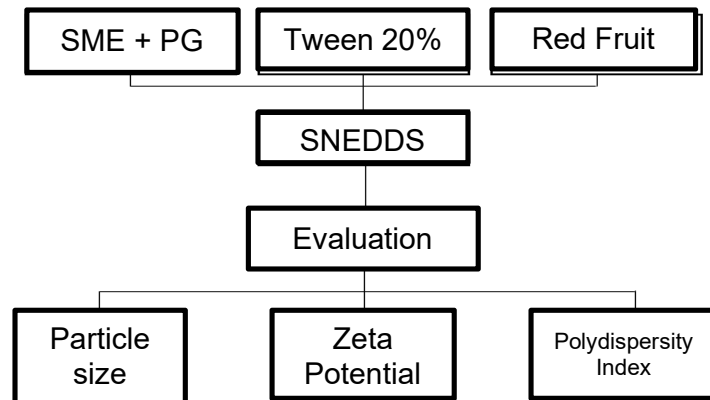 SME + PG
Tween 20%
Red Fruit
SNEDDS
Evaluation
Particle
size
Zeta
Potential
Polydispersity
Index